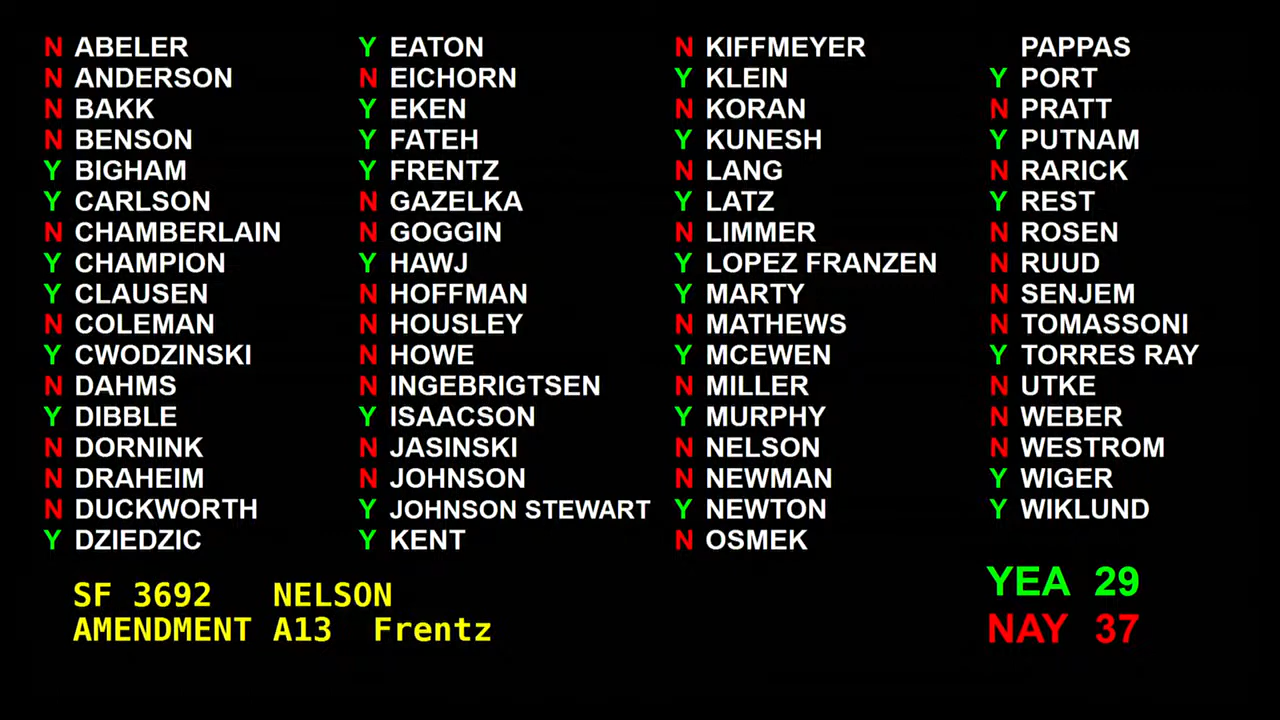 N ABELER
N ANDERSON
N BAKK
N BENSON
Y BIGHAM
Y CARLSON
N CHAMBERLAIN
Y CHAMPION
Y CLAUSEN
N COLEMAN
Y CWODZINSKI
N DAHMS
Y DIBBLE
N DORNINK
N DRAHEIM
N DUCKWORTH
Y DZIEDZIC
Y EATON
N EICHORN
Y EKEN
Y FATEH
Y FRENTZ
N GAZELKA
N GOGGIN
Y HAWJ
N HOFFMAN
N HOUSLEY
N HOWE
N INGEBRIGTSEN
Y ISAACSON
N JASINSKI
N JOHNSON
Y JOHNSON STEWART
Y KENT
N KIFFMEYER
Y KLEIN
N KORAN
Y KUNESH
N LANG
Y LATZ
N LIMMER
Y LOPEZ FRANZEN
Y MARTY
N MATHEWS
Y MCEWEN
N MILLER
Y MURPHY
N NELSON
N NEWMAN
Y NEWTON
N OSMEK
PAPPAS
Y PORT
N PRATT
Y PUTNAM
N RARICK
Y REST
N ROSEN
N RUUD
N SENJEM
N TOMASSONI
Y TORRES RAY
N UTKE
N WEBER
N WESTROM
Y WIGER
Y WIKLUND
SF 3692 NELSON
AMENDMENT A13 Frentz
YEA 29
NAY 37